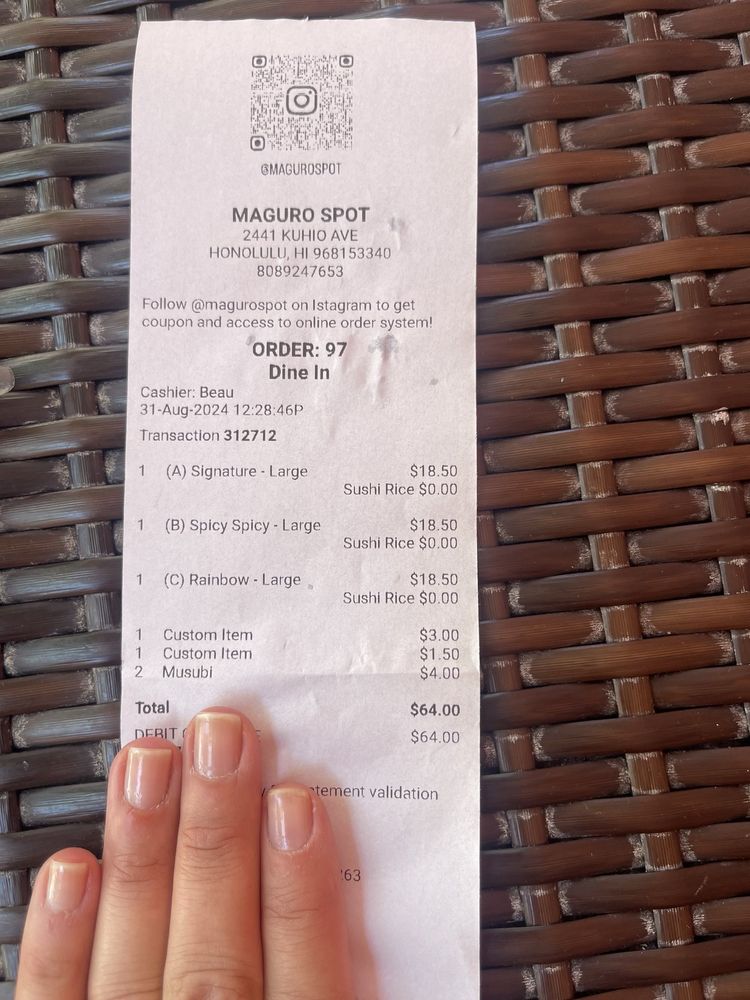 @MAGUROSPOT
MAGURO SPOT
2441 KUHIO AVE
HONOLULU, HI 968153340
8089247653
Follow @magurospot on Istagram to get
coupon and access to online order system!
ORDER: 97
Dine In
Cashier: Beau
31-Aug-2024 12:28:46P
Transaction 312712
1 (A) Signature - Large $18.50
Sushi Rice $0.00
1 (B) Spicy Spicy - Large $18.50
Sushi Rice $0.00
1 (C) Rainbow - Large $18.50
Sushi Rice $0.00
1 Custom Item $3.00
1 Custom Item $1.50
2 Musubi $4.00
Total $64.00
DEBIT $64.00
validation
63